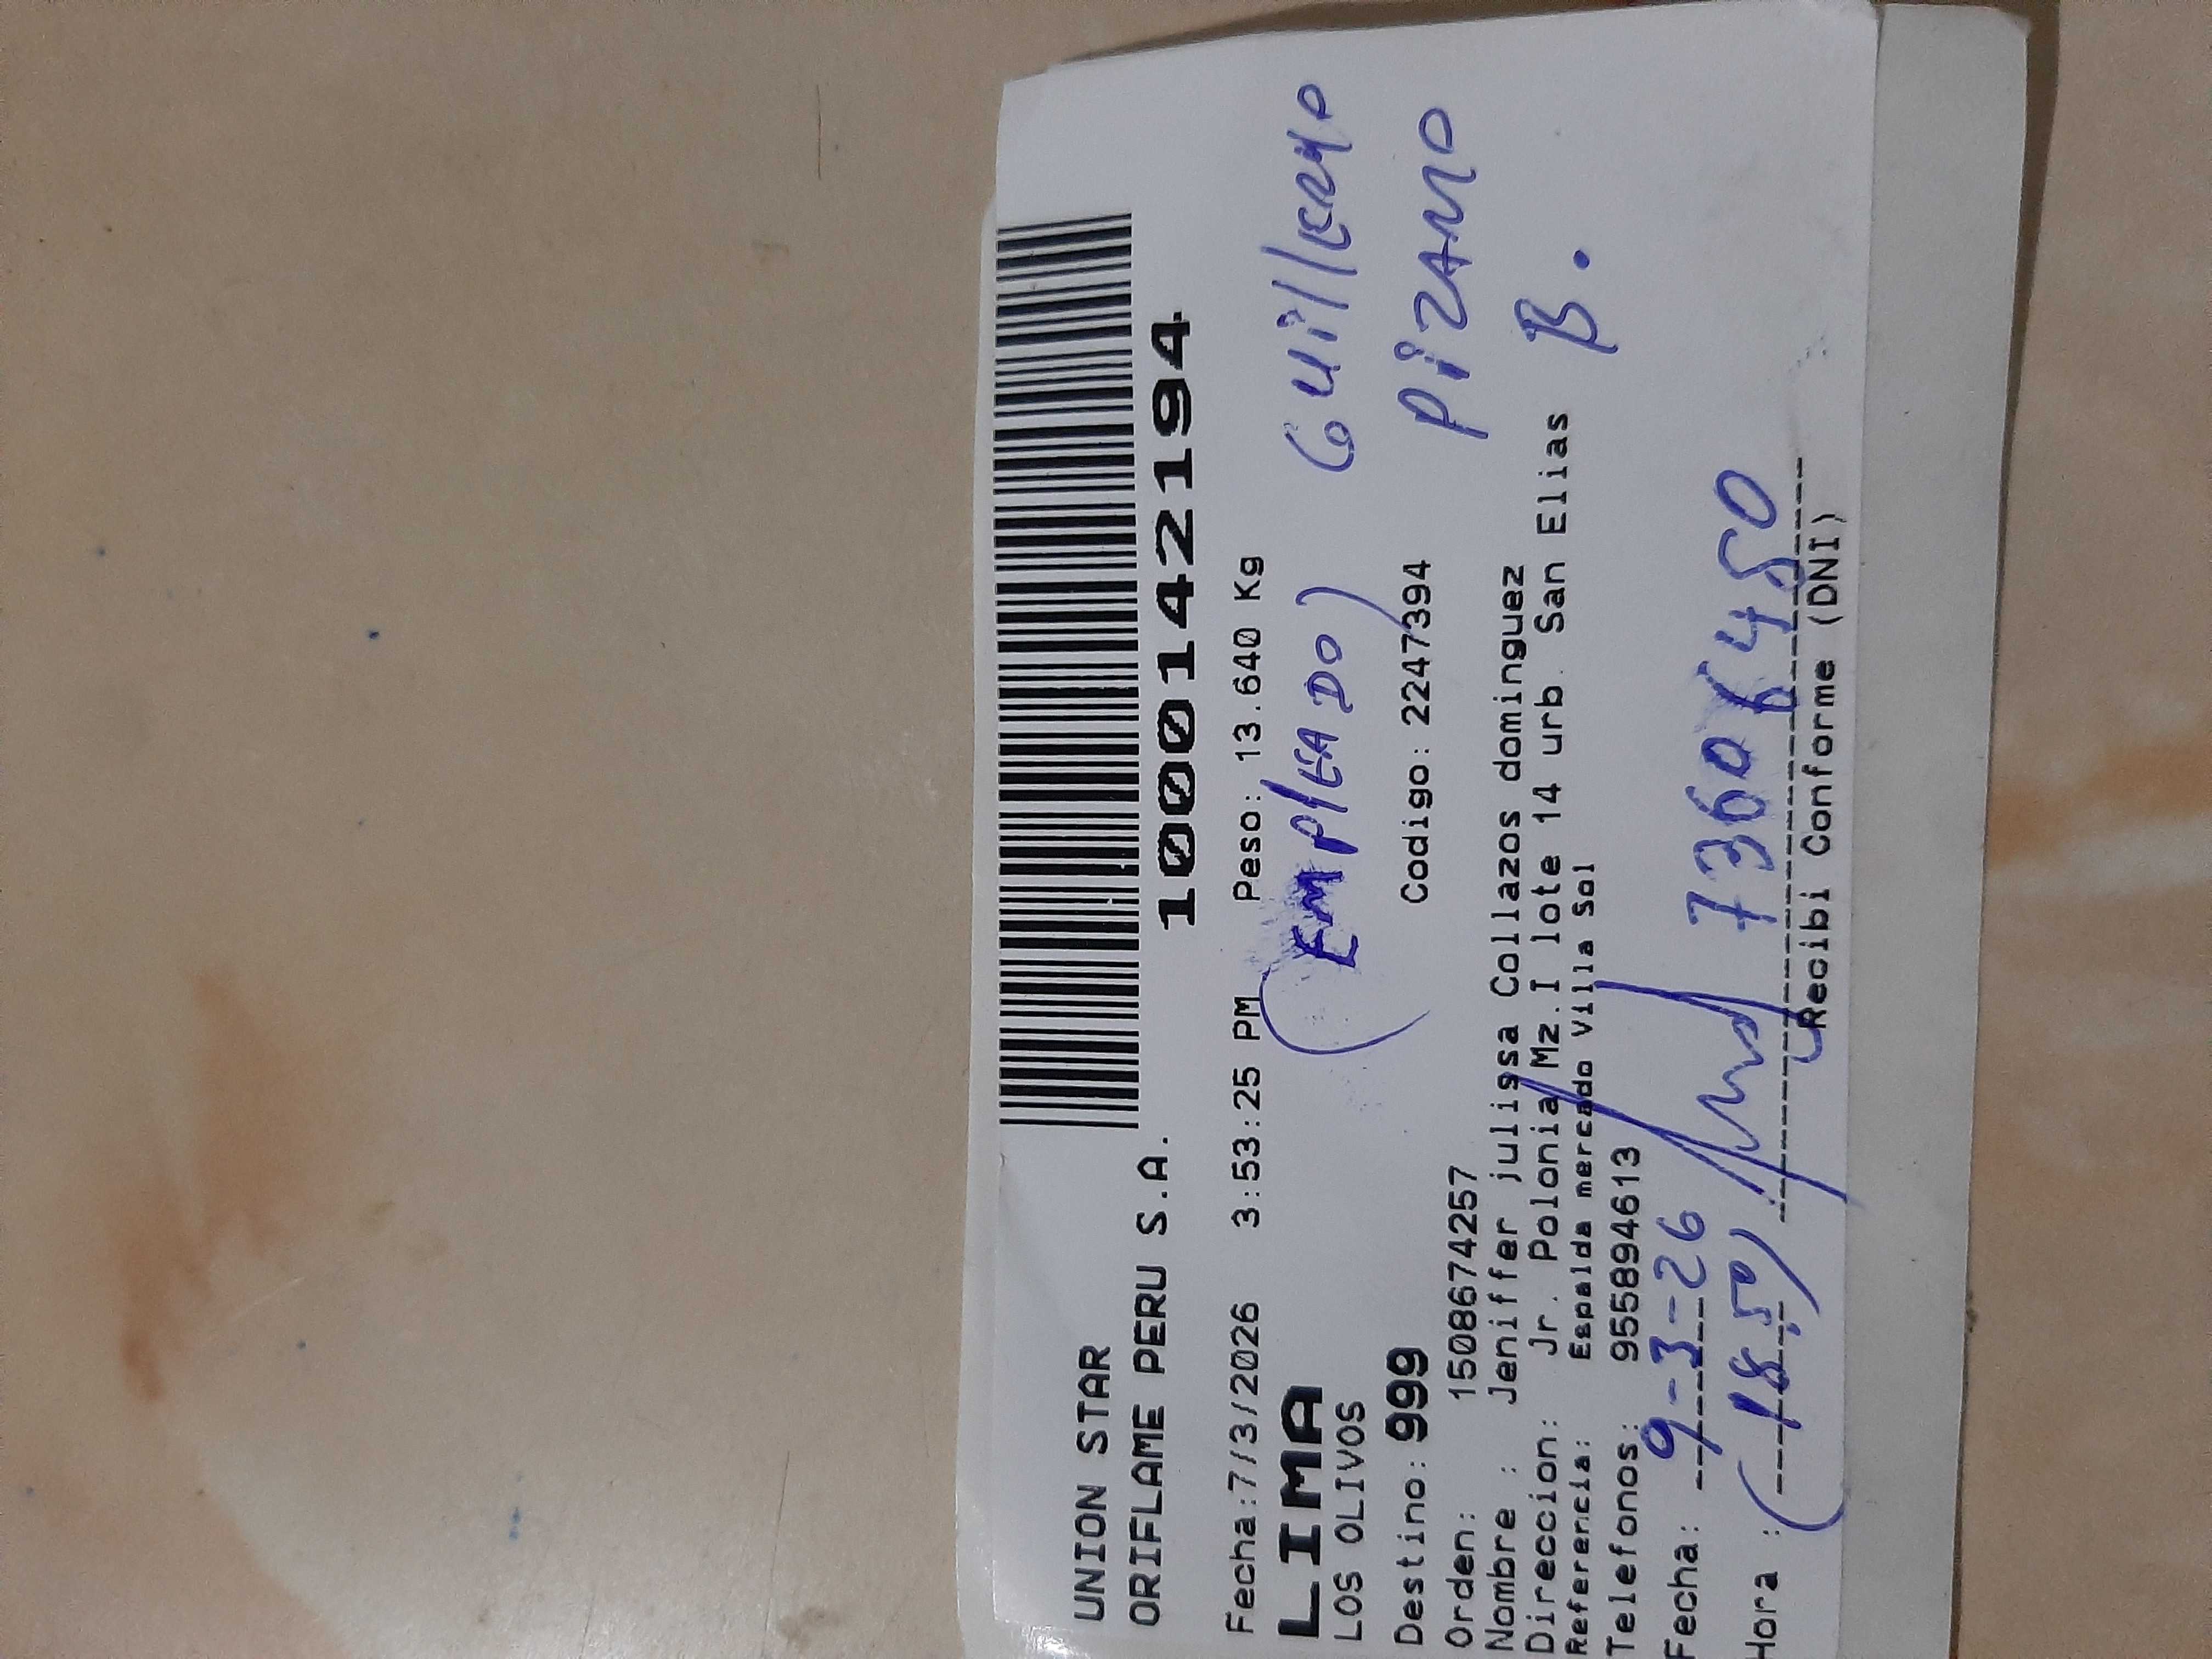 UNION STAR
ORIFLAME PERU S.A.
1000142194
Fecha:7/3/2026 3:53:25 PM Peso: 13.640 Kg
LIMA (EMPlEADO) GUillERMO
LOS OLIVOS
Destino: 999 Codigo: 2247394 PiZANO
Orden: 1508674257
Nombre : Jeniffer julissa Collazos dominguez
Direccion: Jr. Polonia Mz.I lote 14 urb. San Elias B.
Referencia: Espalda mercado Villa Sol
Telefonos: 955894613
Fecha: 9-3-26
Hora : (18:50) 73606450
Recibi Conforme (DNI)